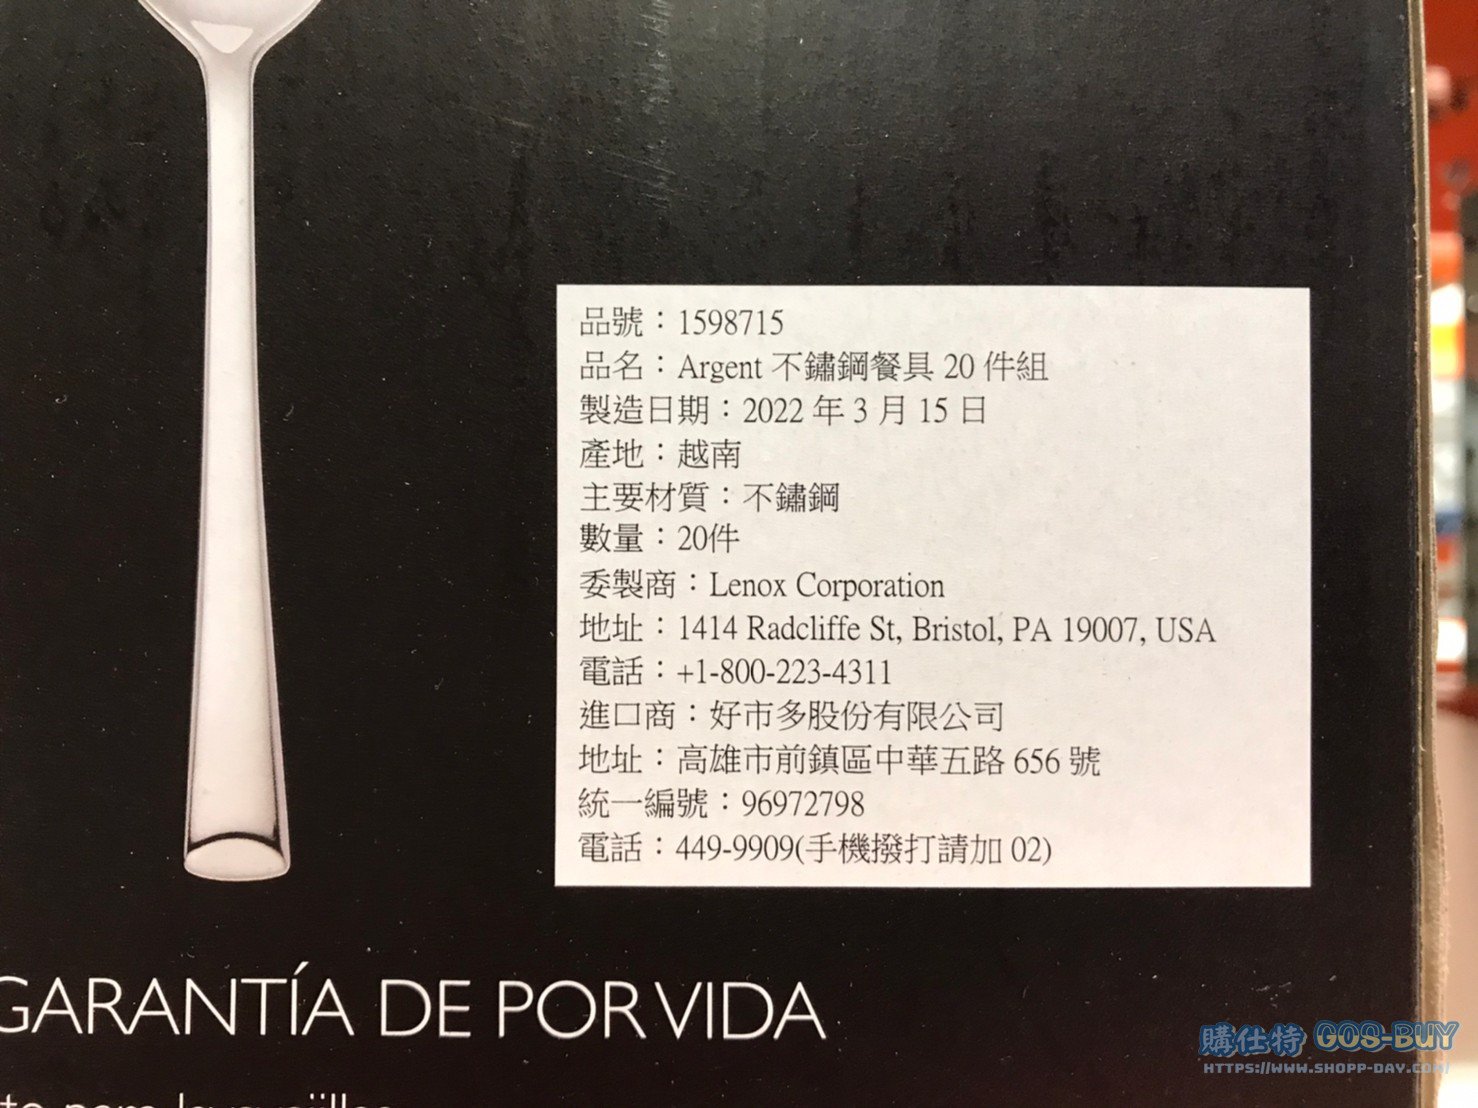 品號：1598715
品名：Argent 不鏽鋼餐具 20 件組
製造日期：2022 年 3 月 15 日
產地：越南
主要材質：不鏽鋼
數量：20件
委製商：Lenox Corporation
地址：1414 Radcliffe St, Bristol, PA 19007, USA
電話：+1-800-223-4311
進口商：好市多股份有限公司
地址：高雄市前鎮區中華五路 656 號
統一編號：96972798
電話：449-9909(手機撥打請加 02)
GARANTÍA DE POR VIDA
para lavavajillas
購仕特 GOS-BUY
HTTPS://WWW.SHOPP-DAY.COM/